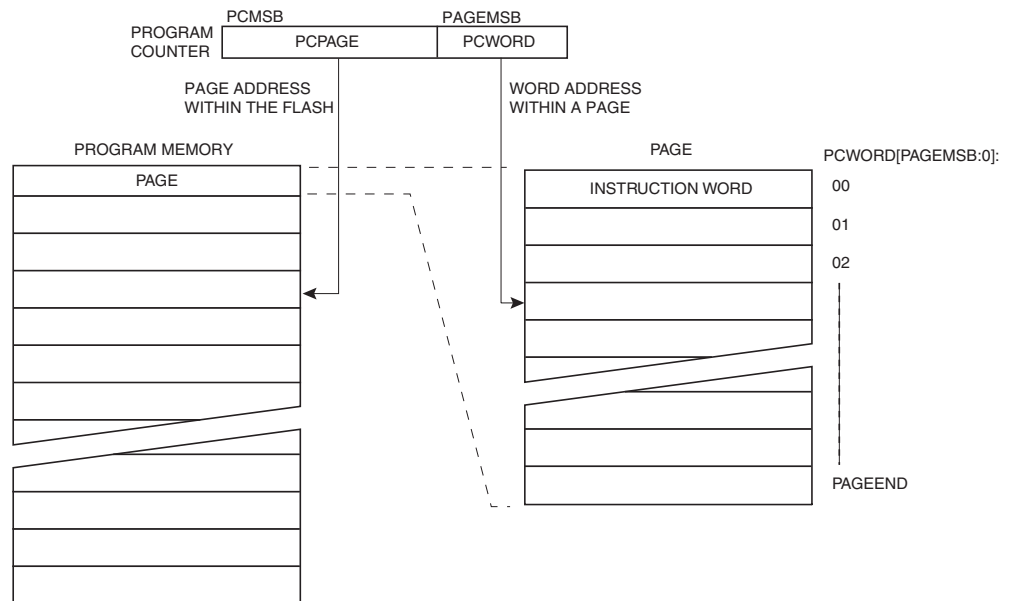 PCMSB
PAGEMSB
PROGRAM
COUNTER
PCPAGE
PCWORD
PAGE ADDRESS
WITHIN THE FLASH
WORD ADDRESS
WITHIN A PAGE
PROGRAM MEMORY
PAGE
PAGE
PCWORD[PAGEMSB:0]:
INSTRUCTION WORD
00
01
02
PAGEEND